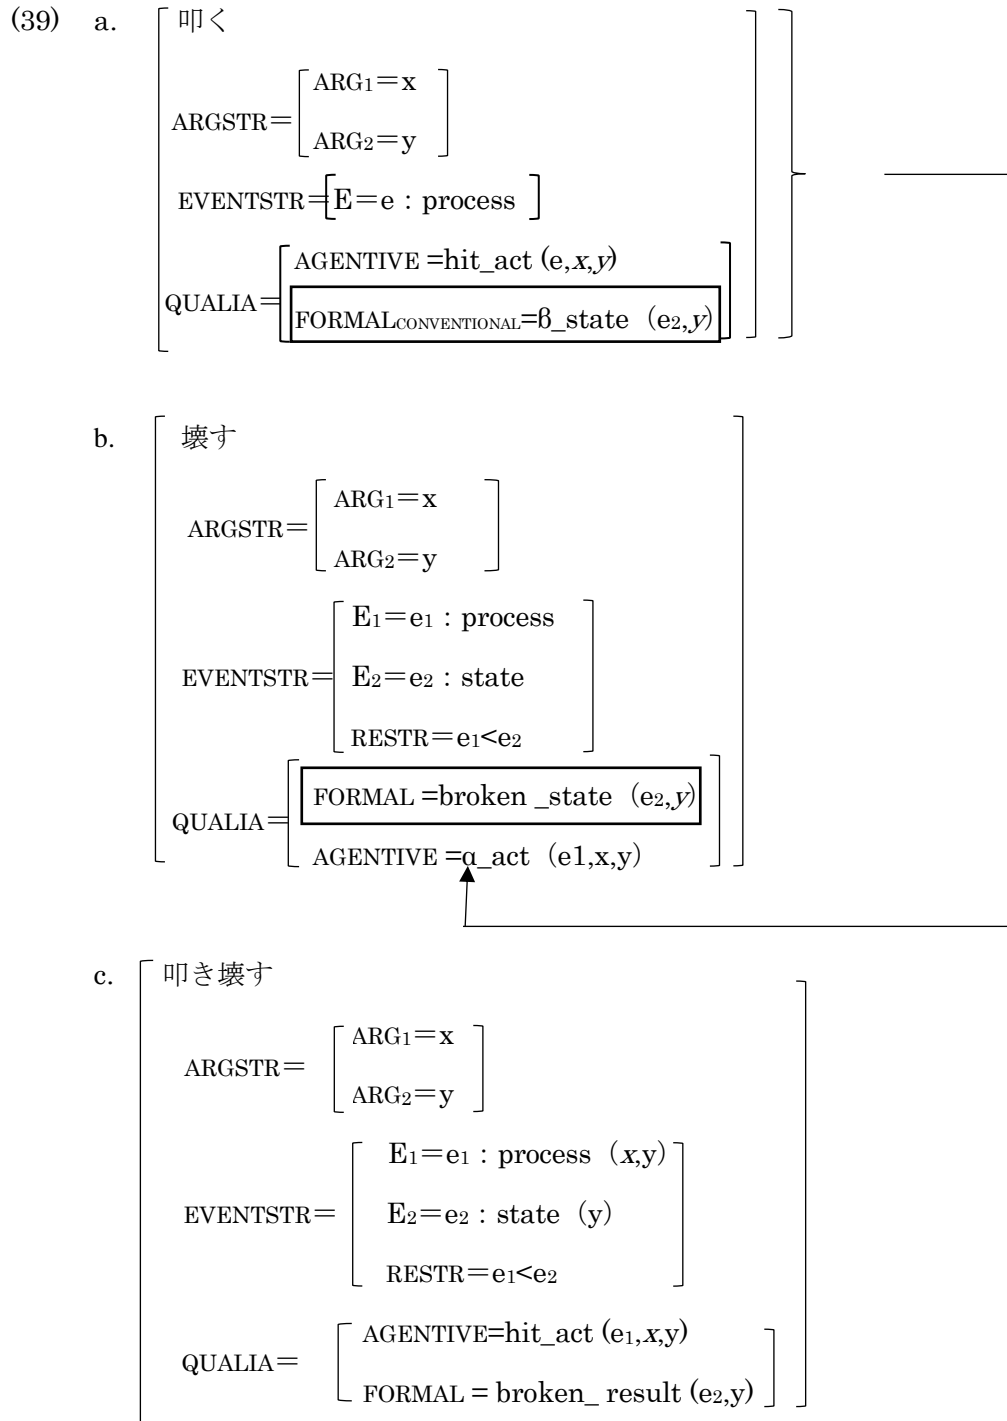 (39) a. 叩く
ARG1＝x
ARGSTR＝
ARG2＝y
EVENTSTR＝E＝e : process
AGENTIVE =hit_act (e,x,y)
QUALIA＝
FORMALCONVENTIONAL=β_state (e2,y)
b. 壊す
ARG1＝x
ARGSTR＝
ARG2＝y
E1＝e1 : process
EVENTSTR＝ E2＝e2 : state
RESTR＝e1<e2
FORMAL =broken _state (e2,y)
QUALIA＝
AGENTIVE =α_act (e1,x,y)
c. 叩き壊す
ARG1＝x
ARGSTR＝
ARG2＝y
E1＝e1 : process (x,y)
EVENTSTR＝ E2＝e2 : state (y)
RESTR＝e1<e2
AGENTIVE=hit_act (e1,x,y)
QUALIA＝
FORMAL = broken_ result (e2,y)